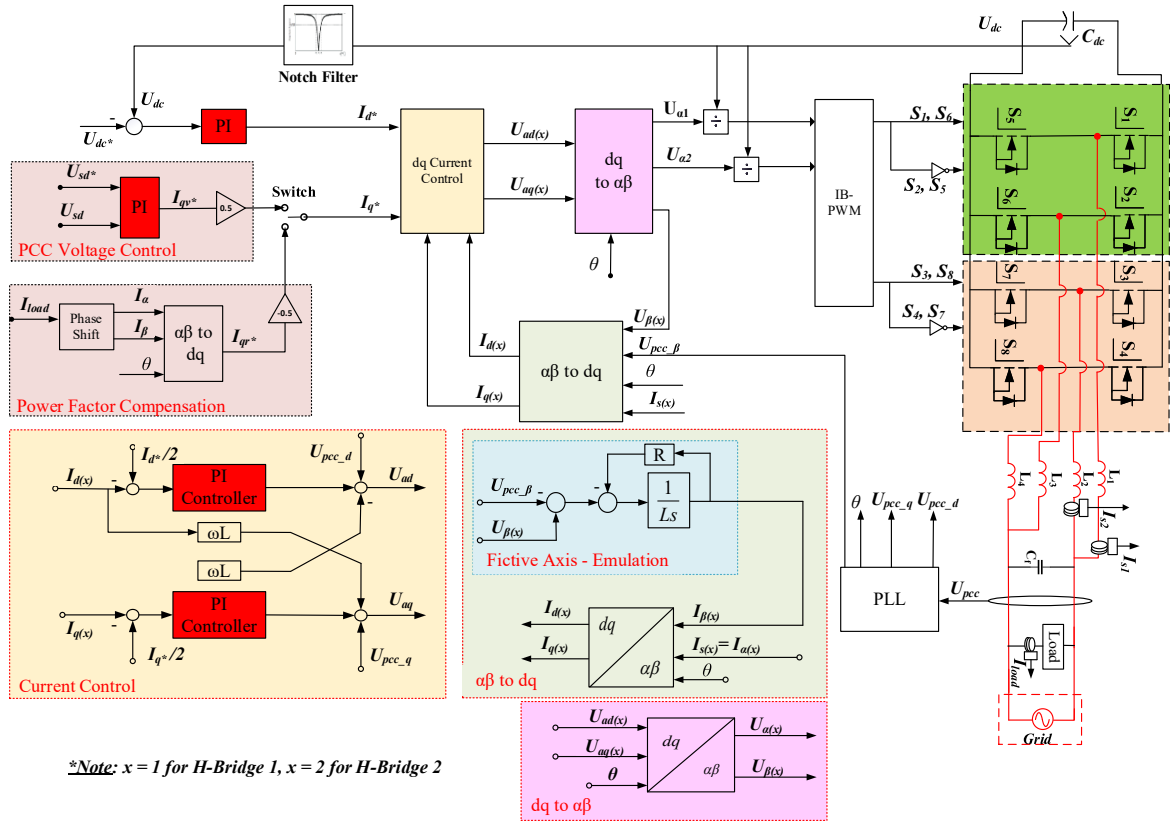 U_dc
C_dc
Notch Filter
U_dc
U_dc*
PI
I_d*
dq Current
Control
U_ad(x)
U_aq(x)
dq
to αβ
θ
U_α1
U_α2
÷
÷
IB-
PWM
S_1, S_6
S_2, S_5
S_3, S_8
S_4, S_7
S_5
S_1
S_6
S_2
S_7
S_3
S_8
S_4
U_sd*
U_sd
PI
I_qv*
0.5
PCC Voltage Control
Switch
I_q*
I_load
Phase
Shift
I_α
I_β
θ
αβ to
dq
I_qr*
-0.5
Power Factor Compensation
I_d(x)
I_q(x)
αβ to dq
U_β(x)
U_pcc_β
θ
I_s(x)
I_d(x)
I_d*/2
PI
Controller
U_pcc_d
U_ad
ωL
ωL
I_q(x)
I_q*/2
PI
Controller
U_aq
U_pcc_q
Current Control
U_pcc_β
U_β(x)
R
1
Ls
Fictive Axis - Emulation
I_d(x)
I_q(x)
dq
αβ
I_β(x)
I_s(x)= I_α(x)
θ
αβ to dq
U_ad(x)
U_aq(x)
θ
dq
αβ
U_α(x)
U_β(x)
dq to αβ
θ
U_pcc_q
U_pcc_d
PLL
U_pcc
L_4
L_3
L_2
L_1
I_s2
I_s1
C_f
Load
I_load
Grid
*Note: x = 1 for H-Bridge 1, x = 2 for H-Bridge 2